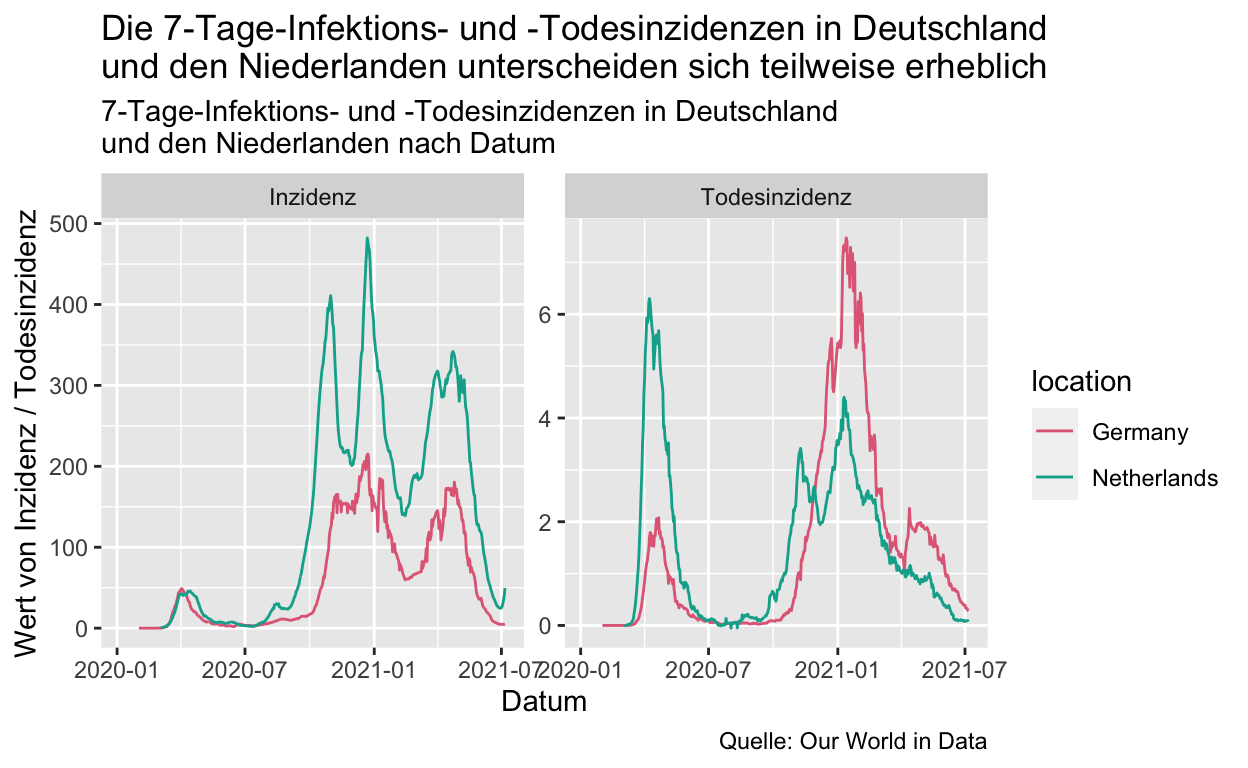 Die 7-Tage-Infektions- und -Todesinzidenzen in Deutschland
und den Niederlanden unterscheiden sich teilweise erheblich
7-Tage-Infektions- und -Todesinzidenzen in Deutschland
und den Niederlanden nach Datum
Wert von Inzidenz / Todesinzidenz
Inzidenz
500
400
300
200
100
0
2020-01 2020-07 2021-01 2021-07
Todesinzidenz
6
4
2
0
2020-01 2020-07 2021-01 2021-07
Datum
location
Germany
Netherlands
Quelle: Our World in Data